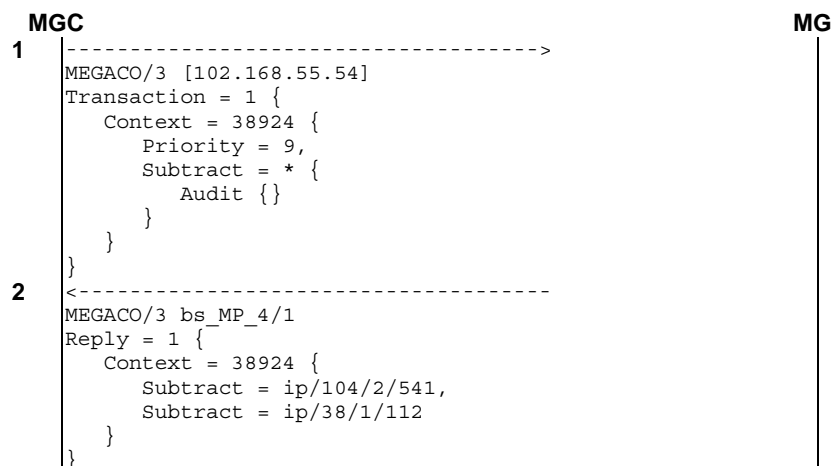 MGC MG
1 ------------------------------------->
MEGACO/3 [102.168.55.54]
Transaction = 1 {
   Context = 38924 {
      Priority = 9,
      Subtract = * {
         Audit {}
      }
   }
}
2 <-------------------------------------
MEGACO/3 bs_MP_4/1
Reply = 1 {
   Context = 38924 {
      Subtract = ip/104/2/541,
      Subtract = ip/38/1/112
   }
}